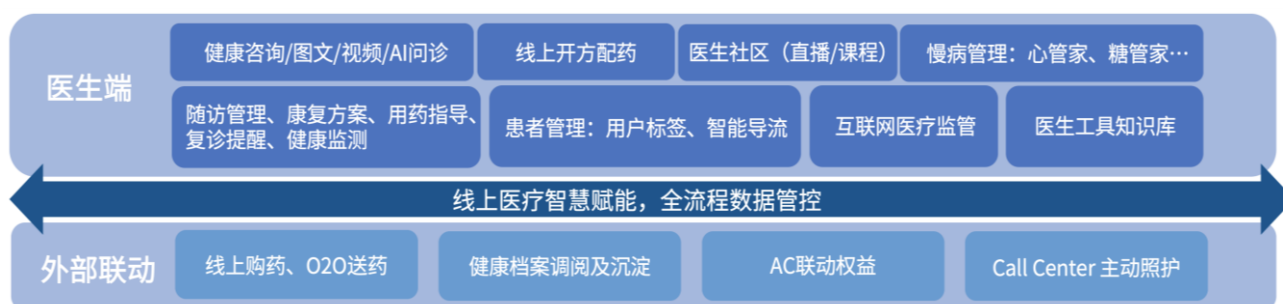 医生端
健康咨询/图文/视频/AI问诊
线上开方配药
医生社区（直播/课程）
慢病管理：心管家、糖管家…
随访管理、康复方案、用药指导、
复诊提醒、健康监测
患者管理：用户标签、智能导流
互联网医疗监管
医生工具知识库
线上医疗智慧赋能，全流程数据管控
外部联动
线上购药、O2O送药
健康档案调阅及沉淀
AC联动权益
Call Center 主动照护